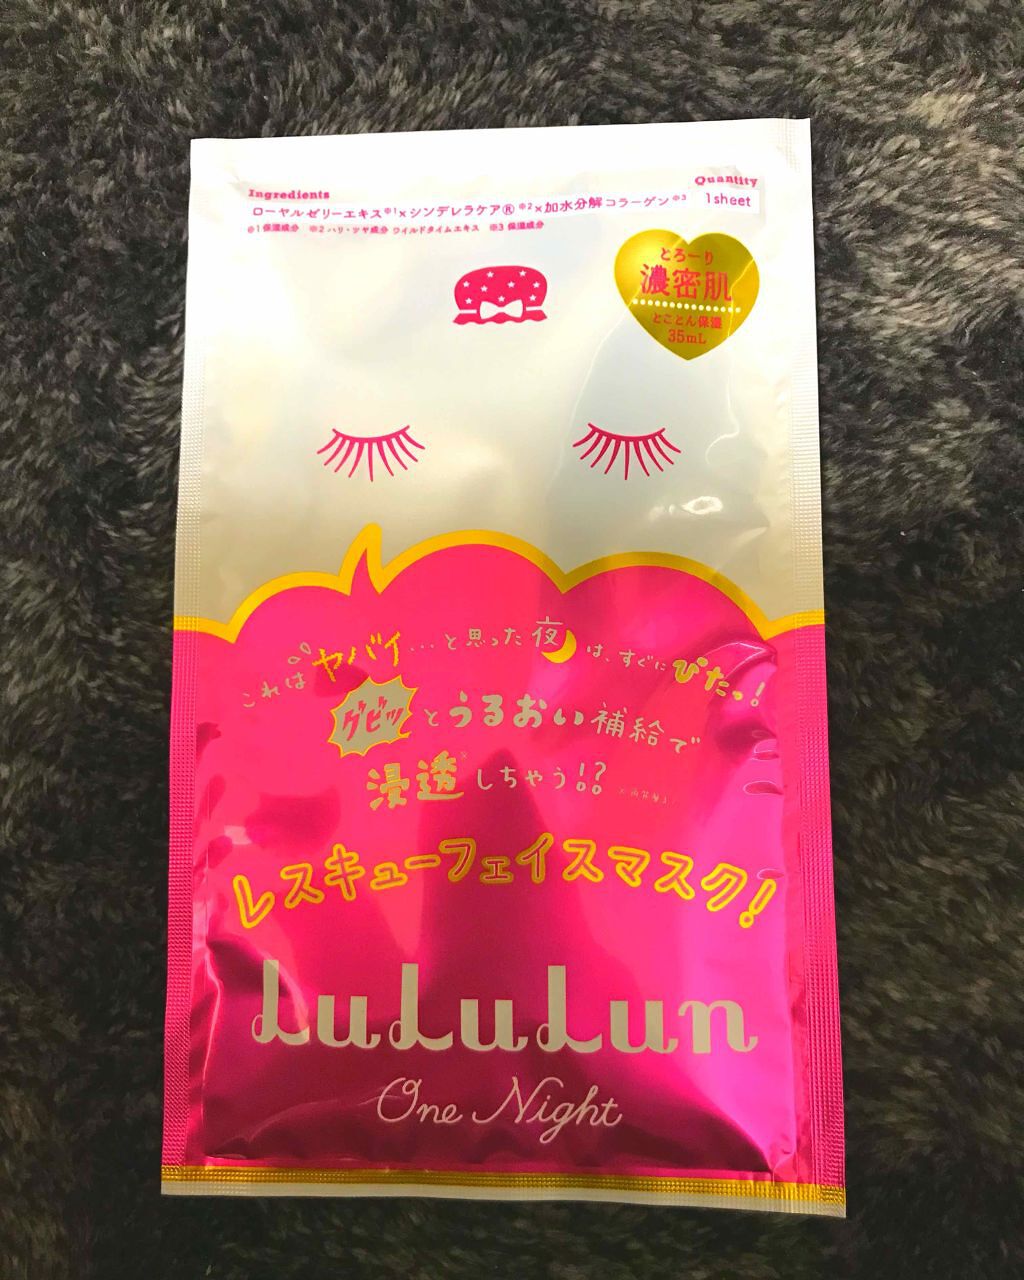 Ingredients
Quantity
ローヤルゼリーエキス※1×シンデレラケア®※2×加水分解コラーゲン※3
1sheet
※1 保湿成分 ※2 ハリ・ツヤ成分 ワイルドタイムエキス ※3 保湿成分
とろーり
濃密肌
とことん保湿
35mL
これはヤバイ…と思った夜は、すぐにぴたっ!
グビッとうるおい補給で
浸透※しちゃう!?
レスキューフェイスマスク!
LuLuLun
One Night